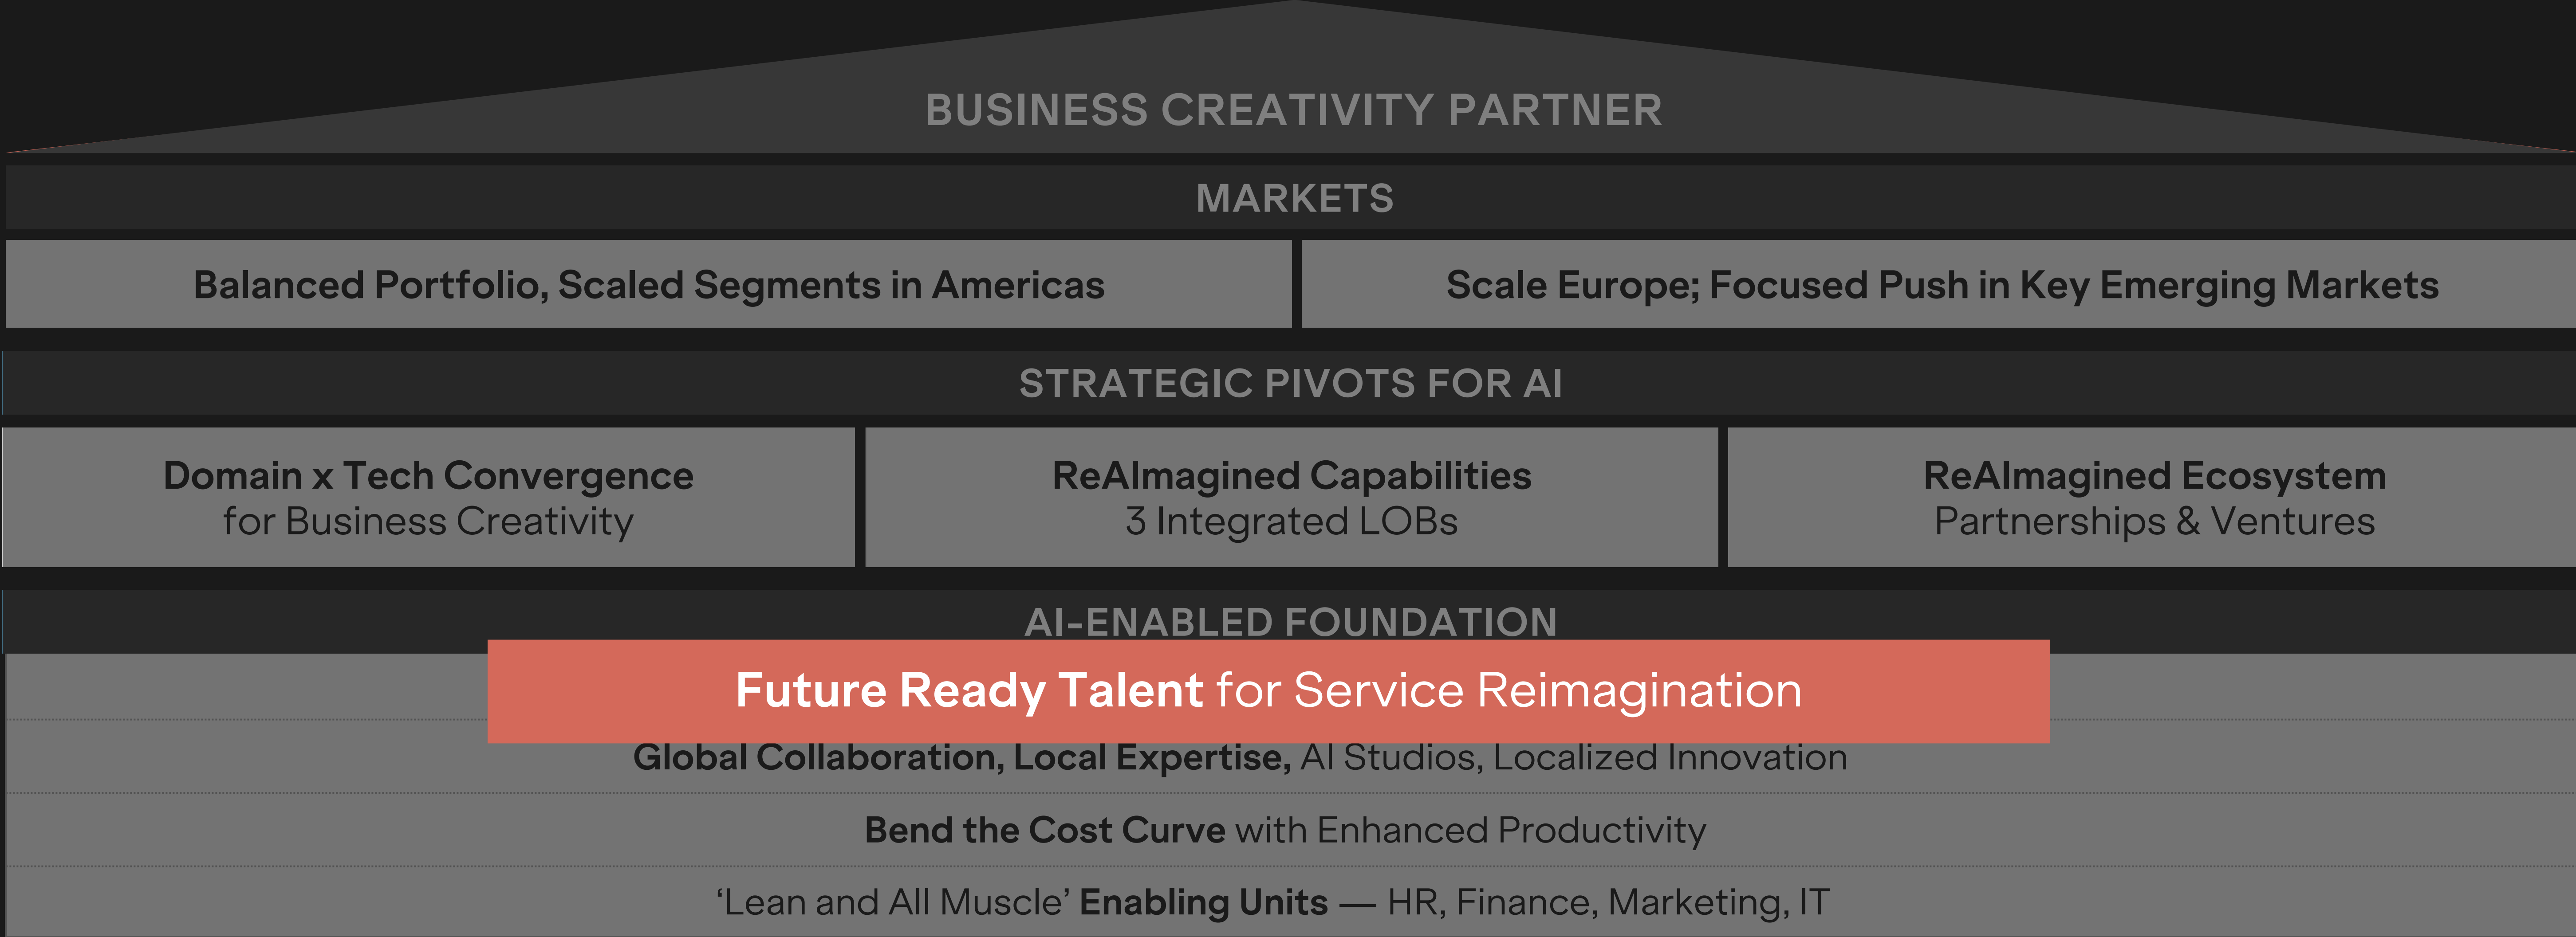 BUSINESS CREATIVITY PARTNER
MARKETS
Balanced Portfolio, Scaled Segments in Americas
Scale Europe; Focused Push in Key Emerging Markets
STRATEGIC PIVOTS FOR AI
Domain x Tech Convergence
for Business Creativity
ReAImagined Capabilities
3 Integrated LOBs
ReAImagined Ecosystem
Partnerships & Ventures
AI-ENABLED FOUNDATION
Future Ready Talent for Service Reimagination
Global Collaboration, Local Expertise, AI Studios, Localized Innovation
Bend the Cost Curve with Enhanced Productivity
‘Lean and All Muscle’ Enabling Units — HR, Finance, Marketing, IT